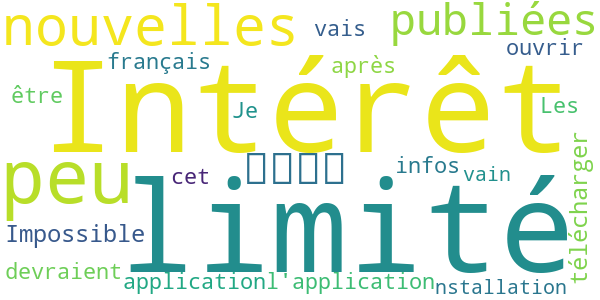 nouvelles vais publiées
ouvrir
Intérêt
français après
être Je Les
peu cet infos vain
télécharger
limité
Impossible
devraient application l'application nstallation